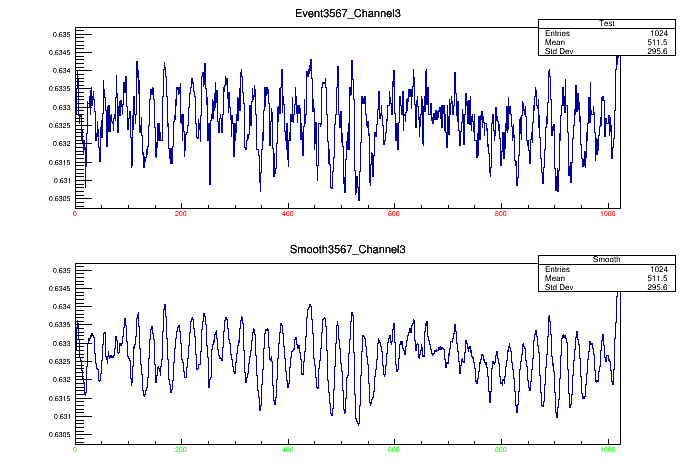 Event3567_Channel3
Test
Entries 1024
Mean 511.5
Std Dev 295.6
0.635
0.6345
0.634
0.6335
0.633
0.6325
0.632
0.6315
0.631
0.6305
0 200 400 600 800 1000
Smooth3567_Channel3
Smooth
Entries 1024
Mean 511.5
Std Dev 295.6
0.635
0.6345
0.634
0.6335
0.633
0.6325
0.632
0.6315
0.631
0.6305
0 200 400 600 800 1000